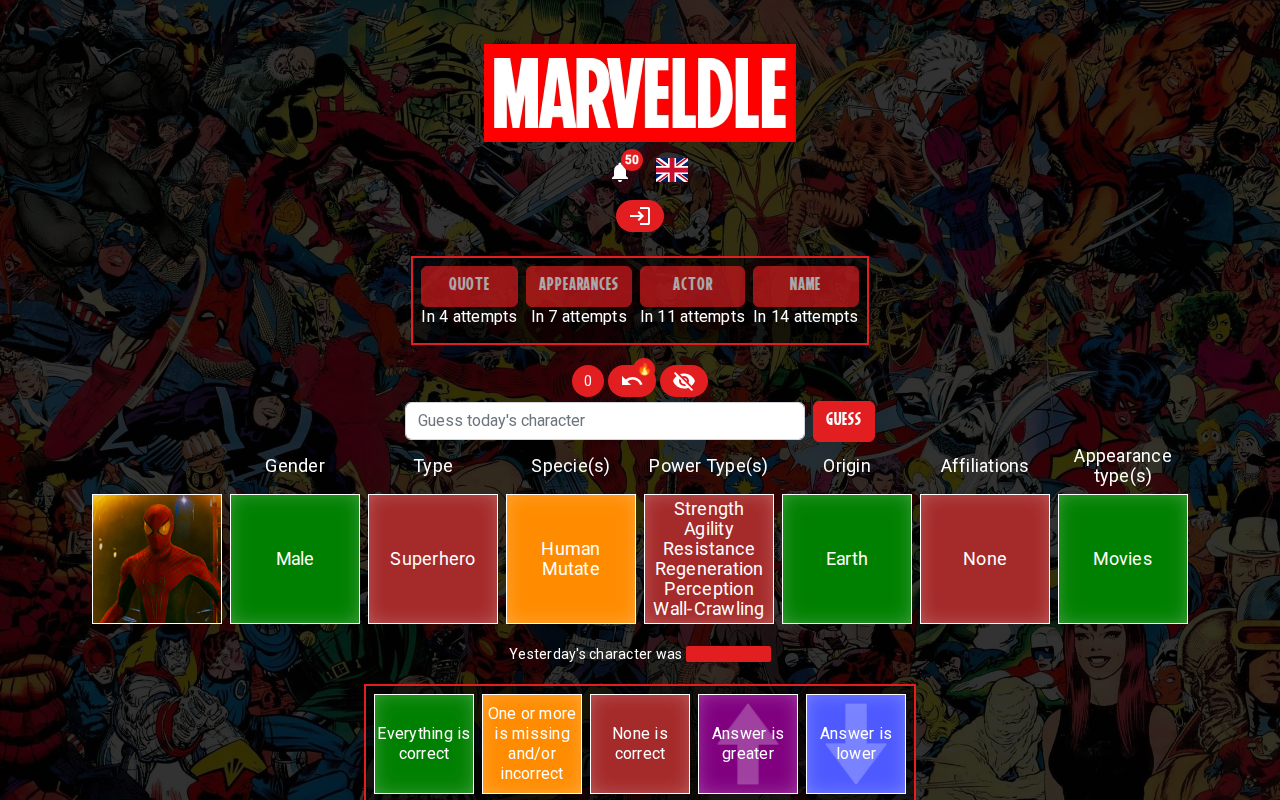 MARVELDLE
50
QUOTE APPEARANCES ACTOR NAME
In 4 attempts In 7 attempts In 11 attempts In 14 attempts
0
Guess today's character GUESS
Gender Type Specie(s) Power Type(s) Origin Affiliations Appearance
type(s)
Male
Superhero
Human
Mutate
Strength
Agility
Resistance
Regeneration
Perception
Wall-Crawling
Earth
None
Movies
Yesterday's character was
Everything is
correct
One or more
is missing
and/or
incorrect
None is
correct
Answer is
greater
Answer is
lower